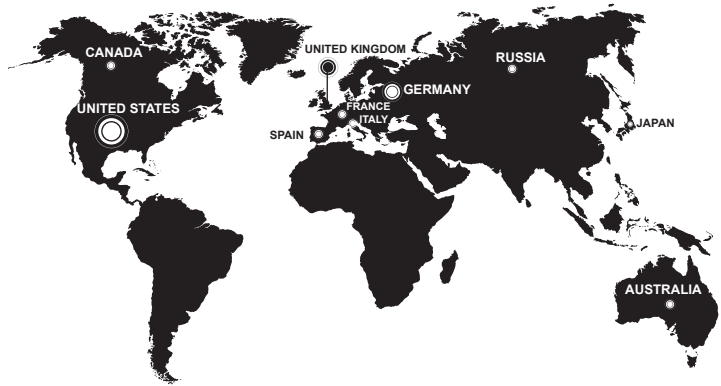 CANADA
UNITED KINGDOM
RUSSIA
GERMANY
UNITED STATES
FRANCE
ITALY
JAPAN
SPAIN
AUSTRALIA